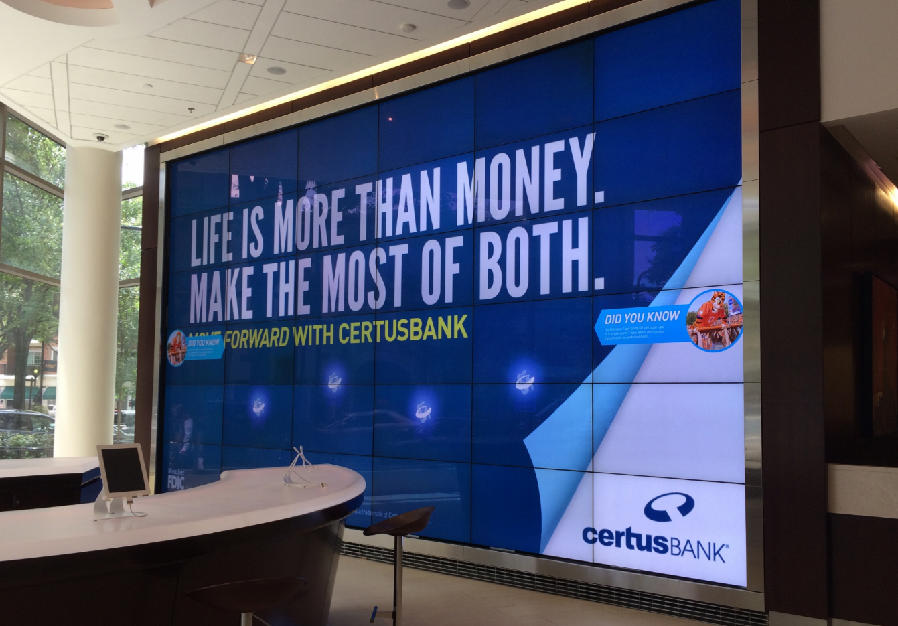 LIFE IS MORE THAN MONEY.
MAKE THE MOST OF BOTH.
MOVE FORWARD WITH CERTUSBANK
DID YOU KNOW
DID YOU KNOW
FDIC
certusBANK